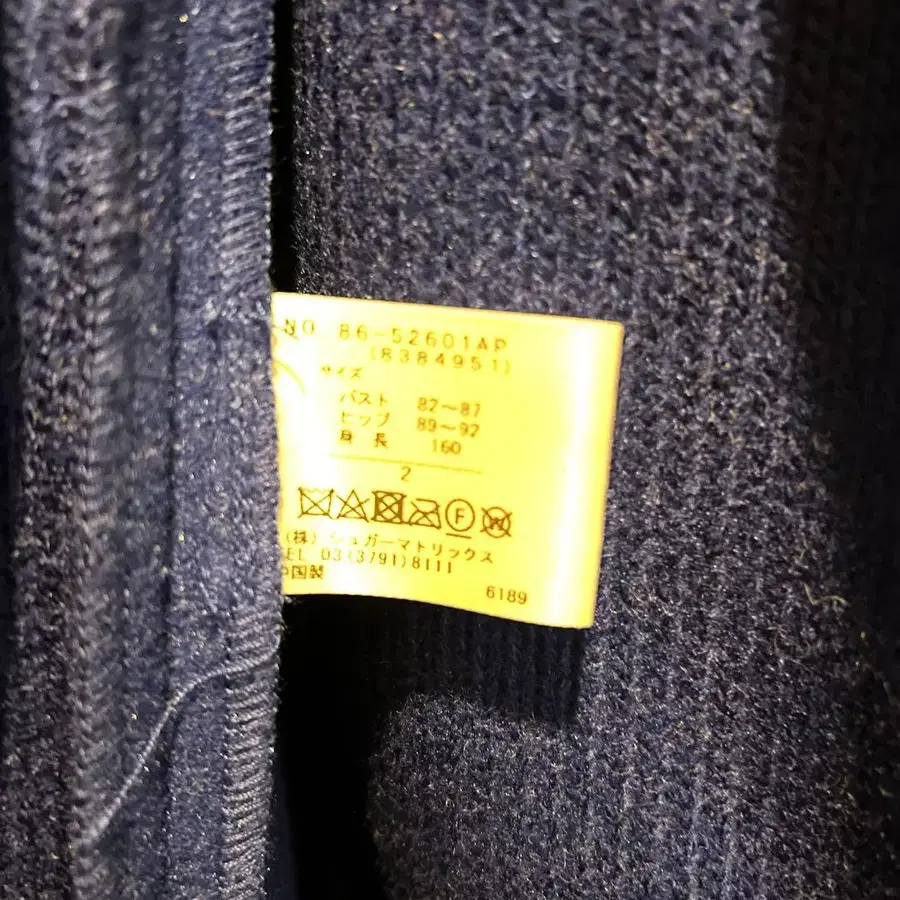 NO 86-52601AP
(8384951)
サイズ
バスト 82〜87
ヒップ 89〜92
身長 160
2
F W
(株) シュガーマトリックス
EL 03(3791)8111
中国製
6189